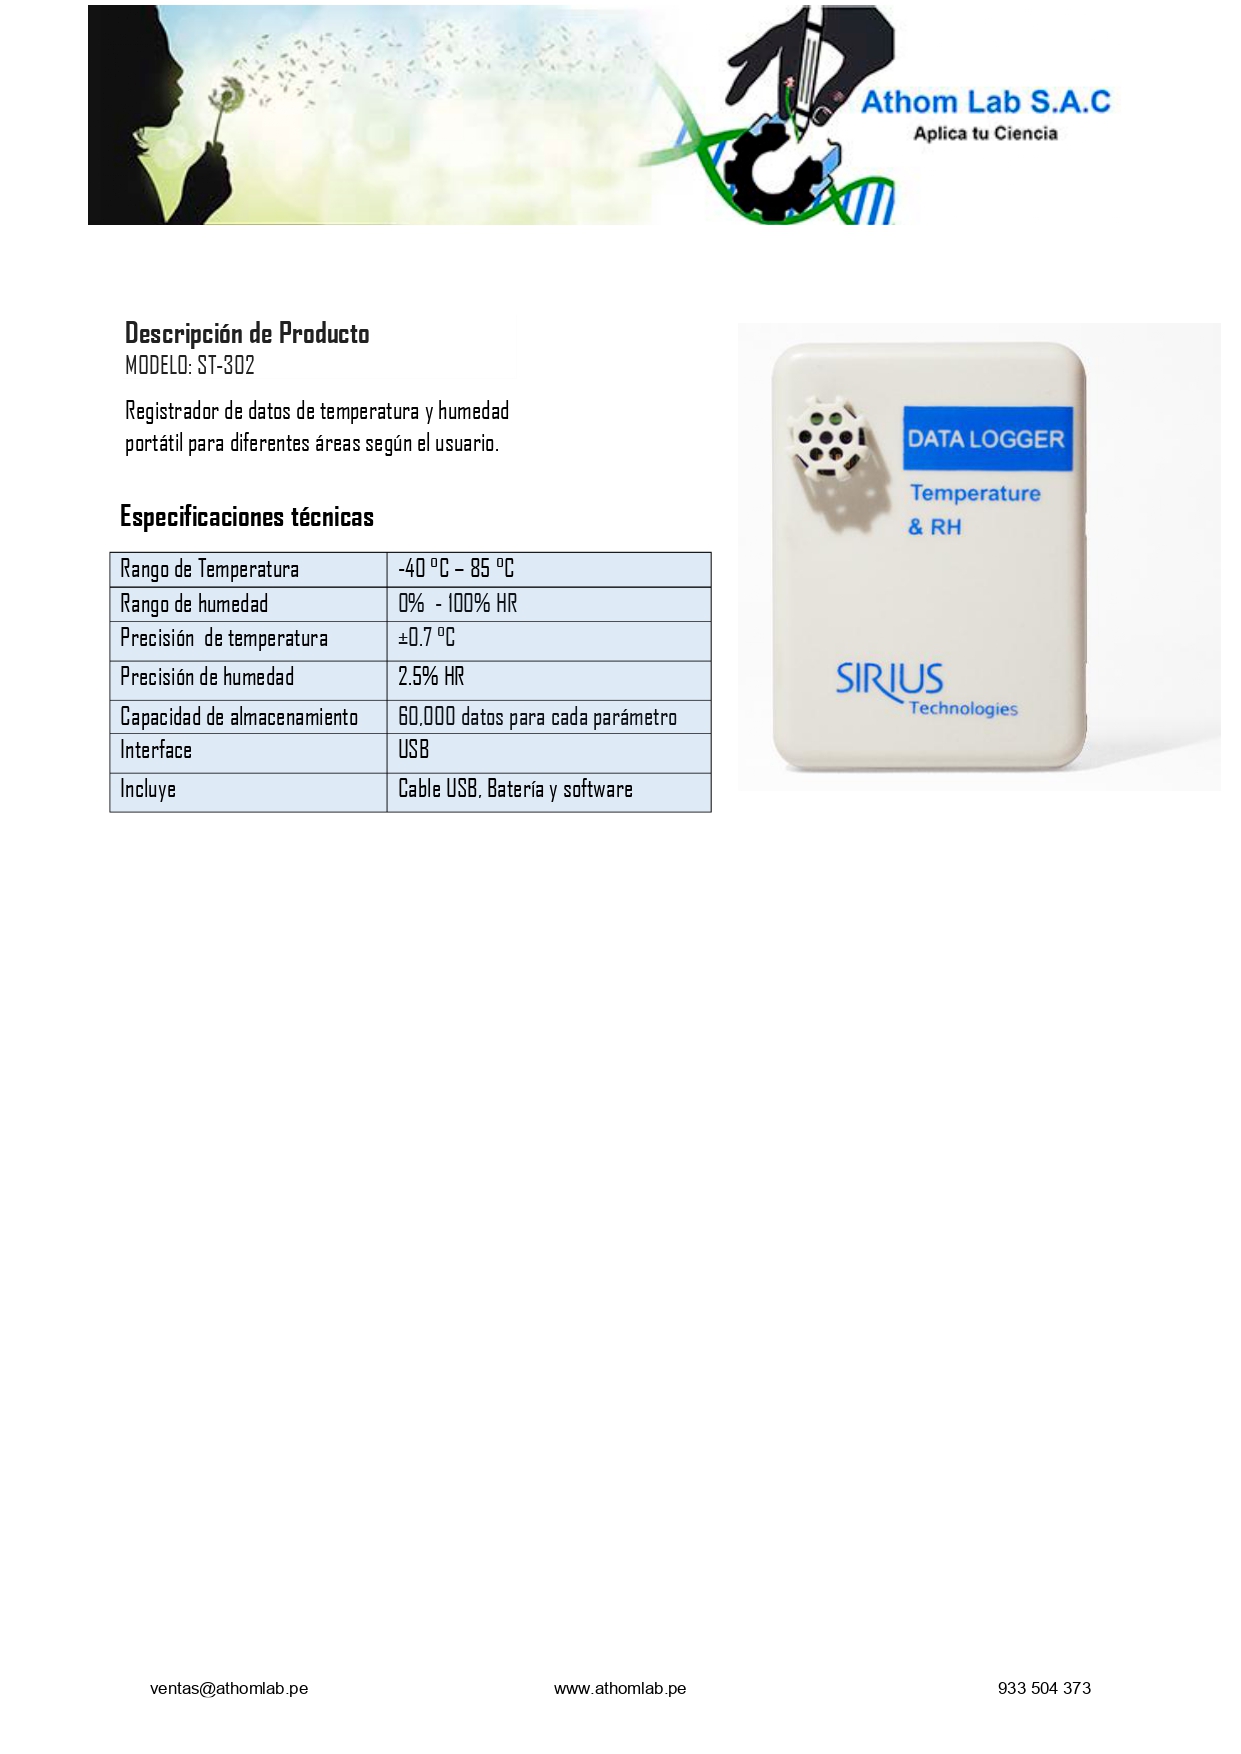 Athom Lab S.A.C
Aplica tu Ciencia
Descripción de Producto
MODELO: ST-302
Registrador de datos de temperatura y humedad
portátil para diferentes áreas según el usuario.
DATA LOGGER
Temperature
& RH
SIRIUS
Technologies
Especificaciones técnicas
Rango de Temperatura -40 °C – 85 °C
Rango de humedad 0% - 100% HR
Precisión de temperatura ±0.7 °C
Precisión de humedad 2.5% HR
Capacidad de almacenamiento 60,000 datos para cada parámetro
Interface USB
Incluye Cable USB, Batería y software
ventas@athomlab.pe www.athomlab.pe 933 504 373